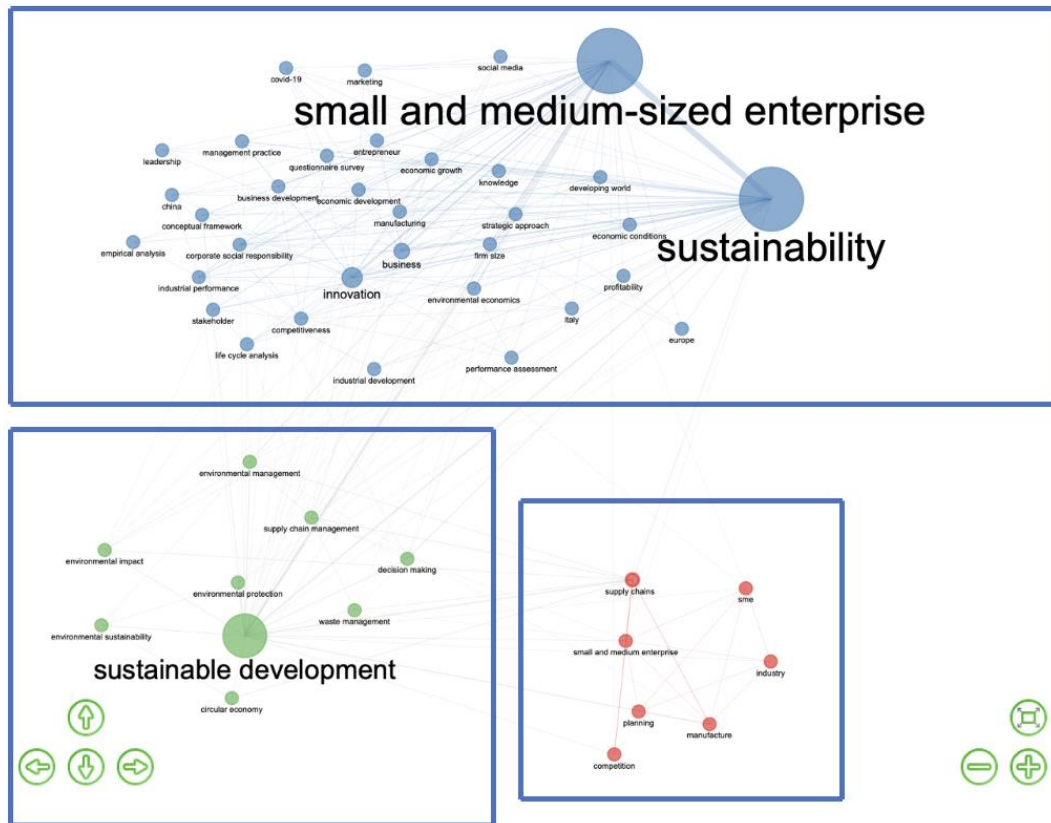 social media
covid-19
marketing
small and medium-sized enterprise
entrepreneur
management practice
leadership
questionnaire survey
economic growth
knowledge
developing world
business development
economic development
china
conceptual framework
manufacturing
strategic approach
economic conditions
sustainability
empirical analysis
corporate social responsibility
business
firm size
industrial performance
innovation
environmental economics
profitability
stakeholder
competitiveness
Italy
europe
life cycle analysis
industrial development
performance assessment
environmental management
supply chain management
environmental impact
decision making
environmental protection
waste management
environmental sustainability
sustainable development
circular economy
supply chains
sme
small and medium enterprise
industry
planning
manufacture
competition